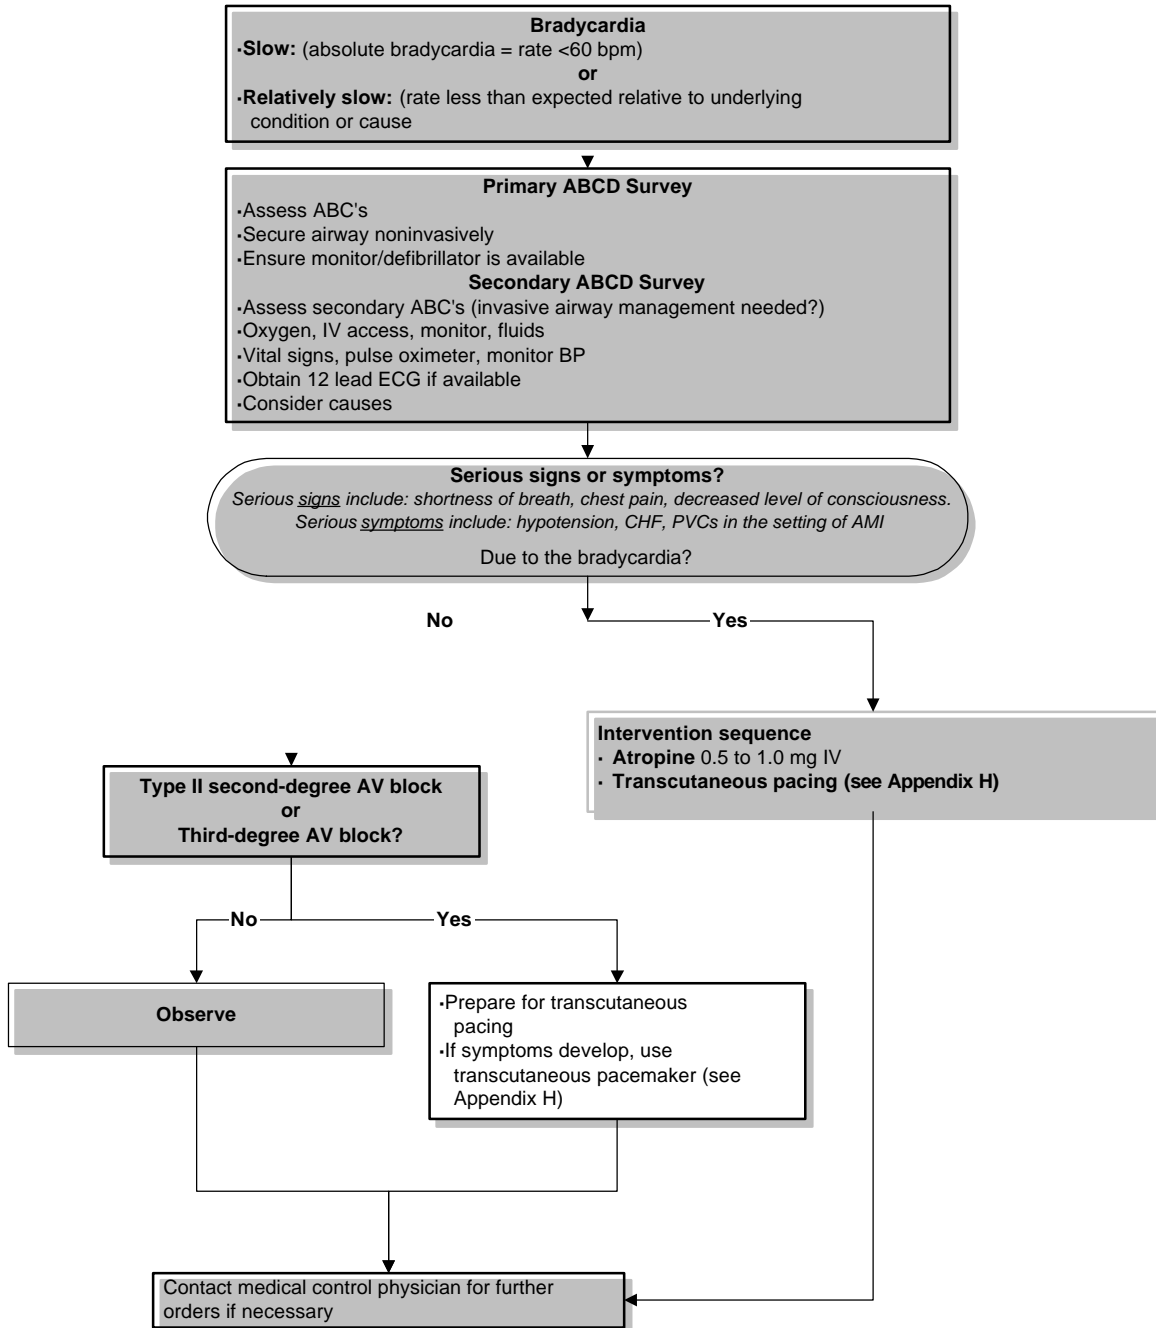 Bradycardia
·Slow: (absolute bradycardia = rate <60 bpm)
or
·Relatively slow: (rate less than expected relative to underlying
condition or cause
Primary ABCD Survey
·Assess ABC's
·Secure airway noninvasively
·Ensure monitor/defibrillator is available
Secondary ABCD Survey
·Assess secondary ABC's (invasive airway management needed?)
·Oxygen, IV access, monitor, fluids
·Vital signs, pulse oximeter, monitor BP
·Obtain 12 lead ECG if available
·Consider causes
Serious signs or symptoms?
Serious signs include: shortness of breath, chest pain, decreased level of consciousness.
Serious symptoms include: hypotension, CHF, PVCs in the setting of AMI
Due to the bradycardia?
No
Yes
Intervention sequence
· Atropine 0.5 to 1.0 mg IV
· Transcutaneous pacing (see Appendix H)
Type II second-degree AV block
or
Third-degree AV block?
No
Yes
Observe
·Prepare for transcutaneous
pacing
·If symptoms develop, use
transcutaneous pacemaker (see
Appendix H)
Contact medical control physician for further
orders if necessary